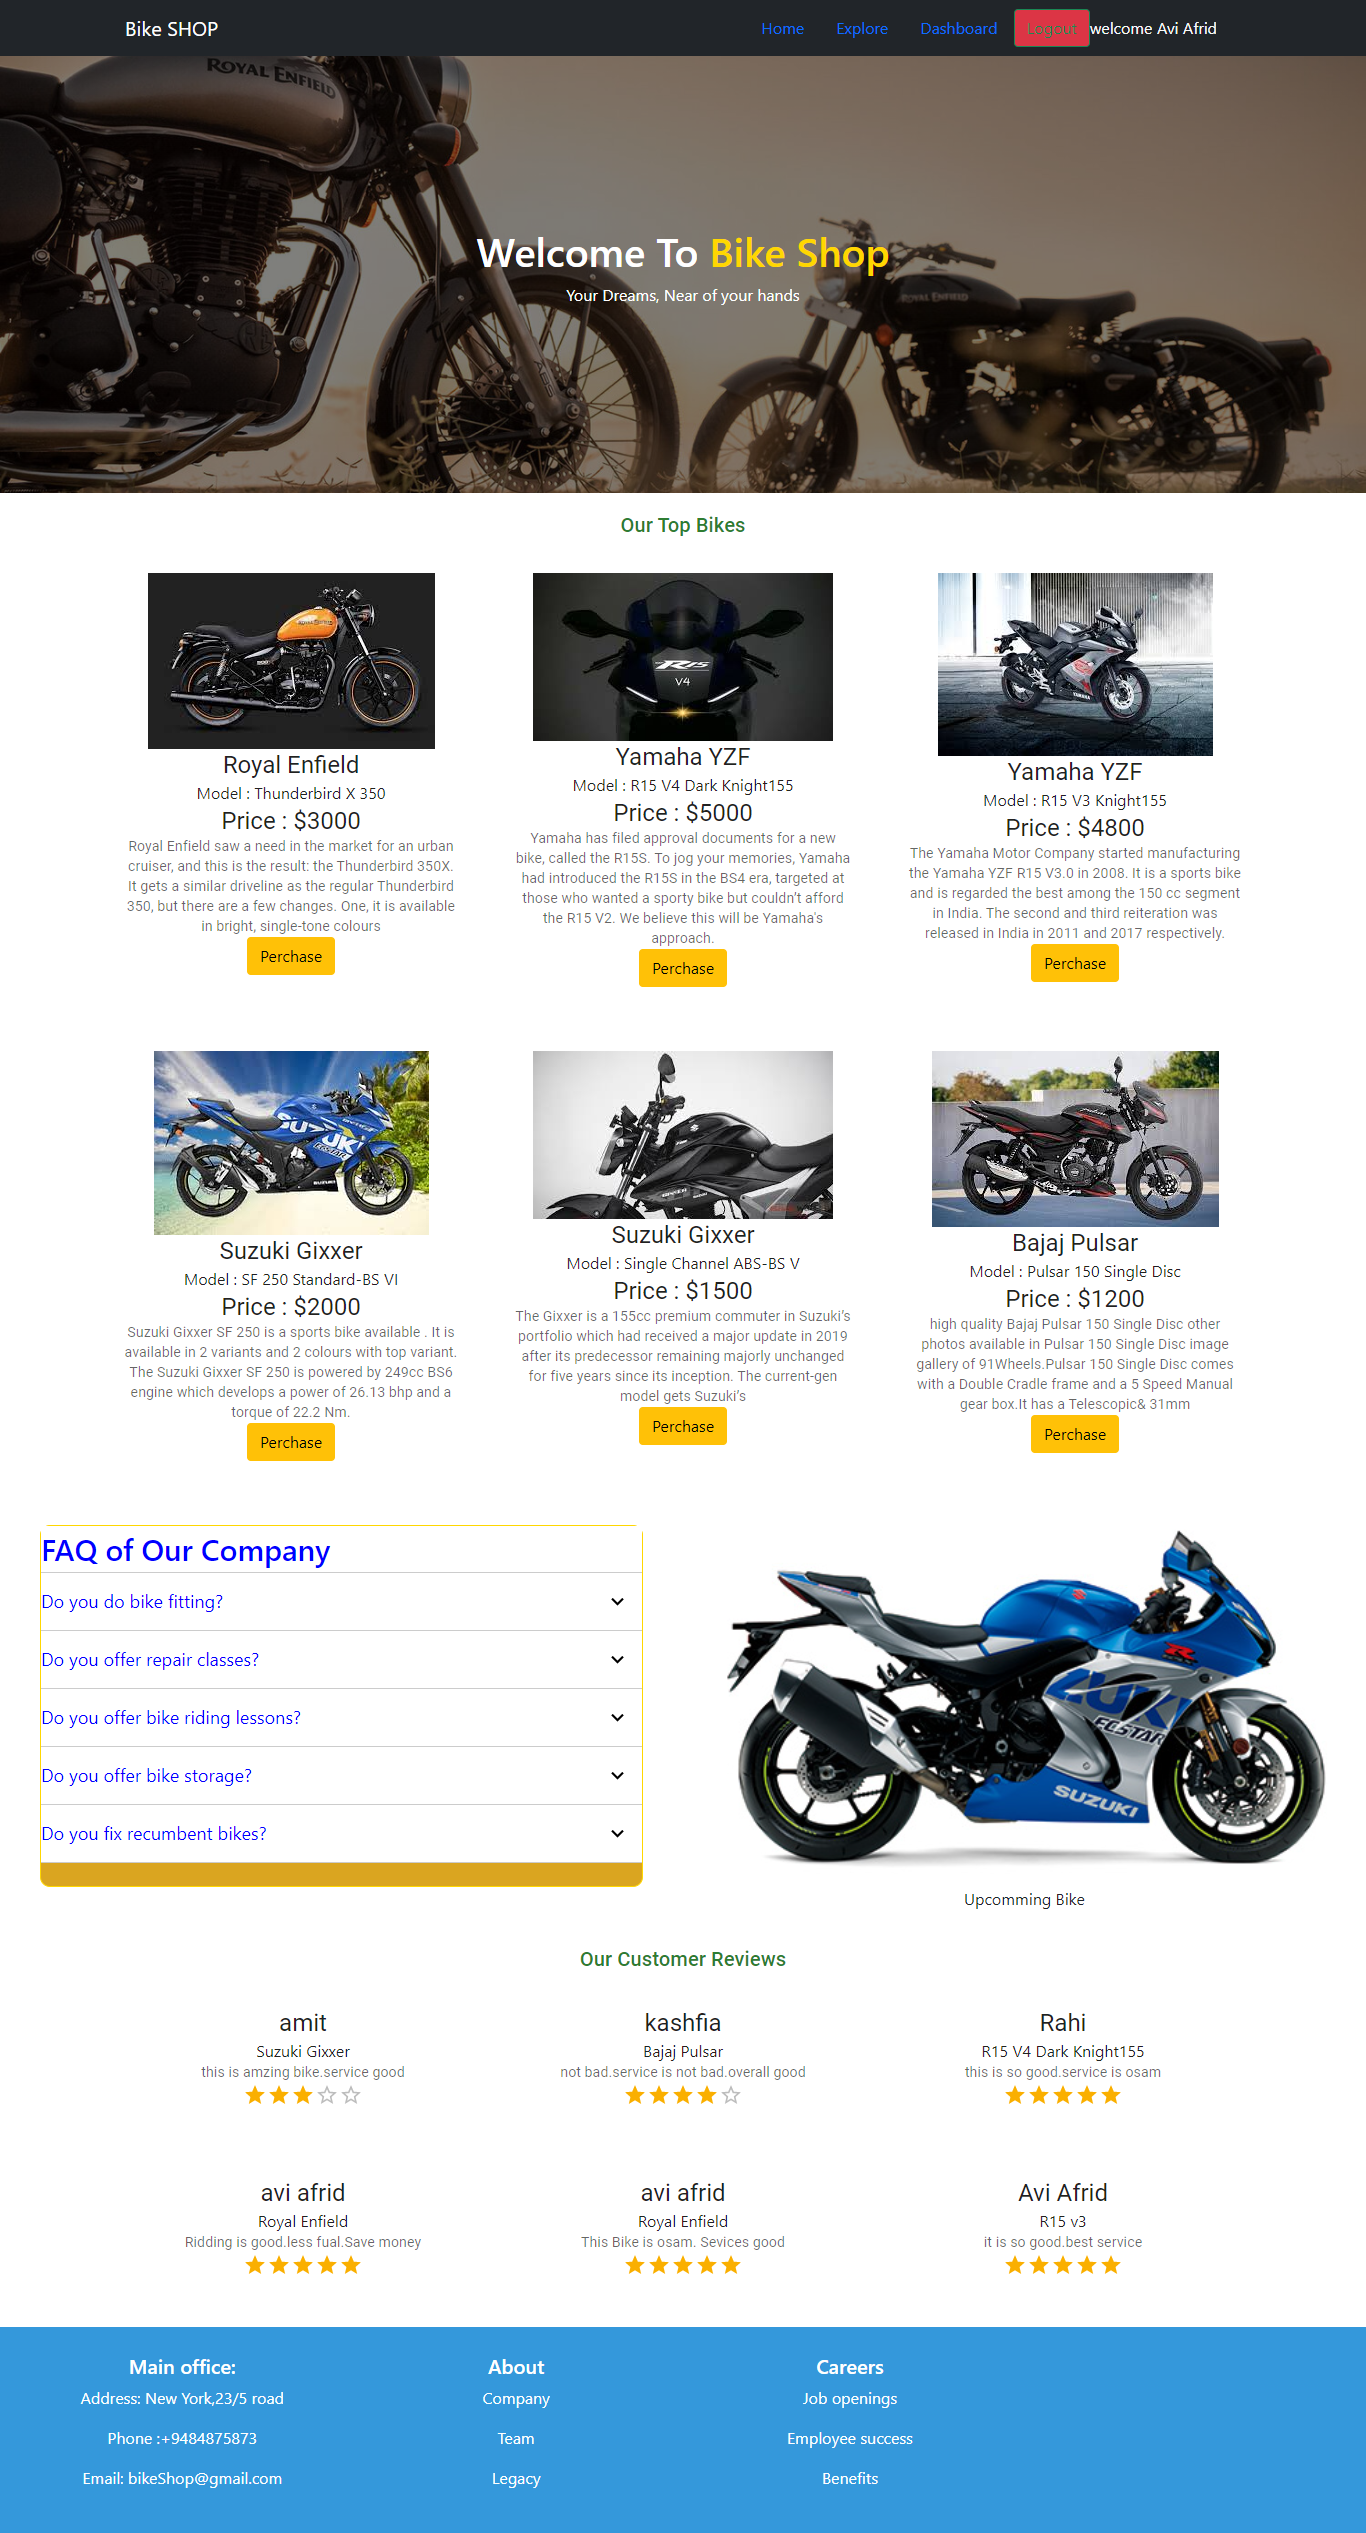 Bike SHOP
Home
Explore
Dashboard
Logout
welcome Avi Afrid
ROYAL ENFIELD
ROYAL ENFIELD
Welcome To Bike Shop
Your Dreams, Near of your hands
Our Top Bikes
ROYAL ENFIELD
Royal Enfield
Model : Thunderbird X 350
Price : $3000
Royal Enfield saw a need in the market for an urban
cruiser, and this is the result: the Thunderbird 350X.
It gets a similar driveline as the regular Thunderbird
350, but there are a few changes. One, it is available
in bright, single-tone colours
Purchase
R15
V4
Yamaha YZF
Model : R15 V4 Dark Knight155
Price : $5000
Yamaha has filed approval documents for a new
bike, called the R15S. To jog your memories, Yamaha
had introduced the R15S in the BS4 era, targeted at
those who wanted a sporty bike but couldn’t afford
the R15 V2. We believe this will be Yamaha's
approach.
Purchase
YAMAHA
Yamaha YZF
Model : R15 V3 Knight155
Price : $4800
The Yamaha Motor Company started manufacturing
the Yamaha YZF R15 V3.0 in 2008. It is a sports bike
and is regarded the best among the 150 cc segment
in India. The second and third reiteration was
released in India in 2011 and 2017 respectively.
Purchase
SUZUKI
ECSTAR
SUZUKI
Suzuki Gixxer
Model : SF 250 Standard-BS VI
Price : $2000
Suzuki Gixxer SF 250 is a sports bike available . It is
available in 2 variants and 2 colours with top variant.
The Suzuki Gixxer SF 250 is powered by 249cc BS6
engine which develops a power of 26.13 bhp and a
torque of 22.2 Nm.
Purchase
Suzuki Gixxer
Model : Single Channel ABS-BS V
Price : $1500
The Gixxer is a 155cc premium commuter in Suzuki’s
portfolio which had received a major update in 2019
after its predecessor remaining majorly unchanged
for five years since its inception. The current-gen
model gets Suzuki’s
Purchase
pulsar
Bajaj Pulsar
Model : Pulsar 150 Single Disc
Price : $1200
high quality Bajaj Pulsar 150 Single Disc other
photos available in Pulsar 150 Single Disc image
gallery of 91Wheels.Pulsar 150 Single Disc comes
with a Double Cradle frame and a 5 Speed Manual
gear box.It has a Telescopic& 31mm
Purchase
FAQ of Our Company
Do you do bike fitting?
Do you offer repair classes?
Do you offer bike riding lessons?
Do you offer bike storage?
Do you fix recumbent bikes?
R
ECSTAR
SUZUKI
Upcomming Bike
Our Customer Reviews
amit
Suzuki Gixxer
this is amzing bike.service good
kashfia
Bajaj Pulsar
not bad.service is not bad.overall good
Rahi
R15 V4 Dark Knight155
this is so good.service is osam
avi afrid
Royal Enfield
Ridding is good.less fual.Save money
avi afrid
Royal Enfield
This Bike is osam. Sevices good
Avi Afrid
R15 v3
it is so good.best service
Main office:
Address: New York,23/5 road
Phone :+9484875873
Email: bikeShop@gmail.com
About
Company
Team
Legacy
Careers
Job openings
Employee success
Benefits